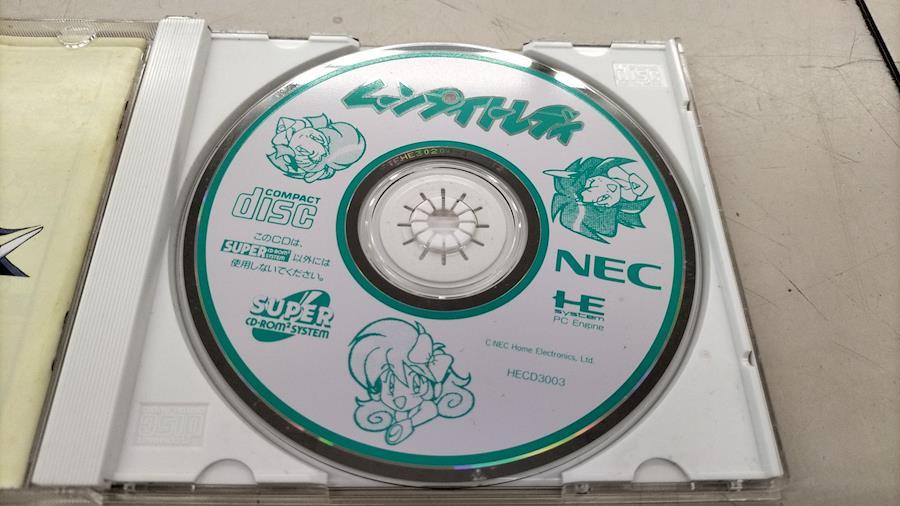 ムーンライトレディ
COMPACT
disc
このCDは、
SUPER CD-ROM² SYSTEM 以外には
使用しないでください。
SUPER
CD-ROM² SYSTEM
NEC
HE
system
PC Engine
C·NEC Home Electronics, Ltd.
HECD3003
disc